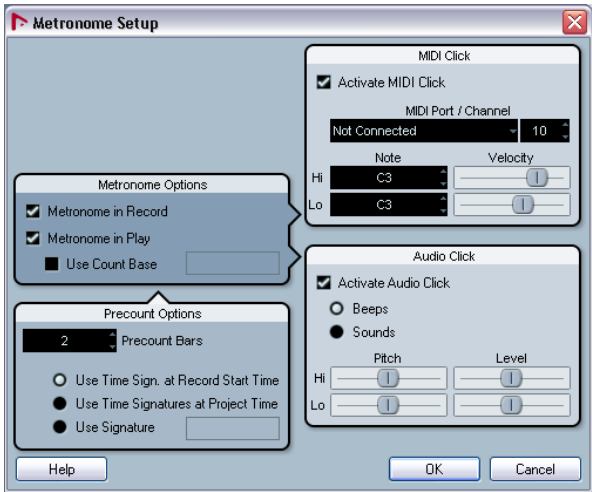 Metronome Setup
MIDI Click
Activate MIDI Click
MIDI Port / Channel
Not Connected 10
Note Velocity
Hi C3
Lo C3
Metronome Options
Metronome in Record
Metronome in Play
Use Count Base
Audio Click
Activate Audio Click
Beeps
Sounds
Pitch Level
Hi
Lo
Precount Options
2 Precount Bars
Use Time Sign. at Record Start Time
Use Time Signatures at Project Time
Use Signature
Help OK Cancel